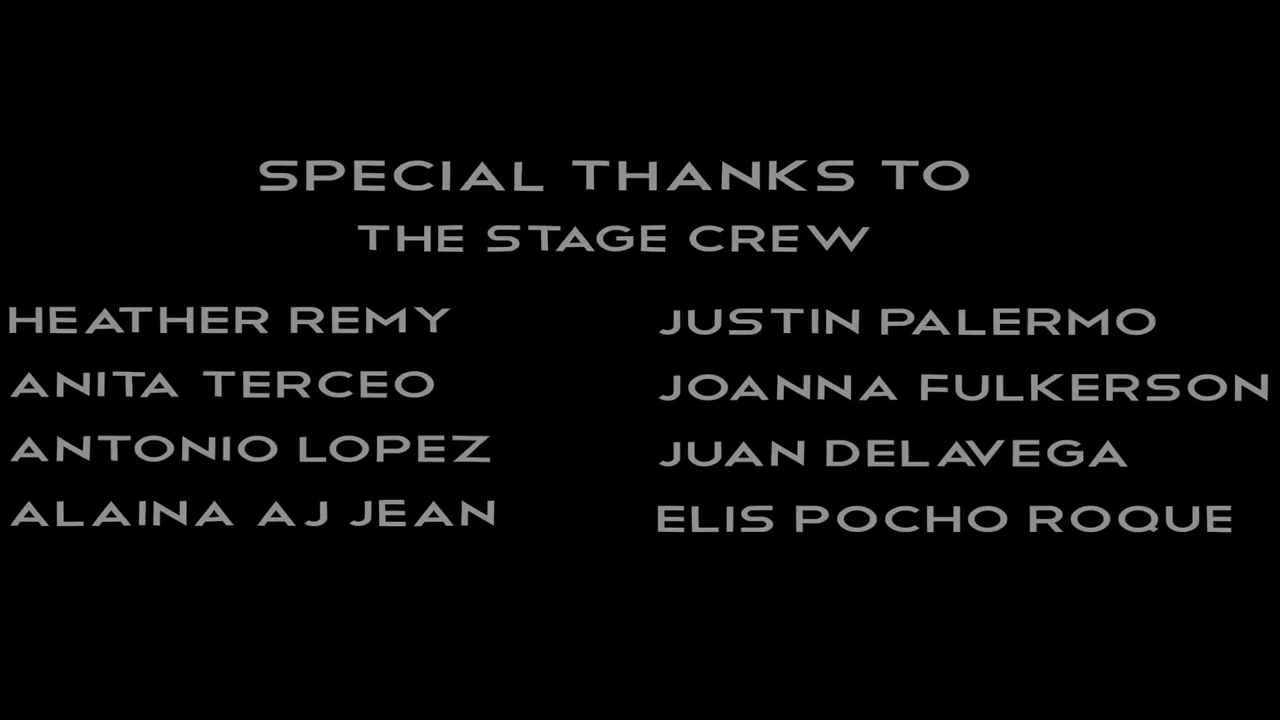 SPECIAL THANKS TO
THE STAGE CREW
HEATHER REMY
ANITA TERCEO
ANTONIO LOPEZ
ALAINA AJ JEAN
JUSTIN PALERMO
JOANNA FULKERSON
JUAN DELAVEGA
ELIS POCHO ROQUE